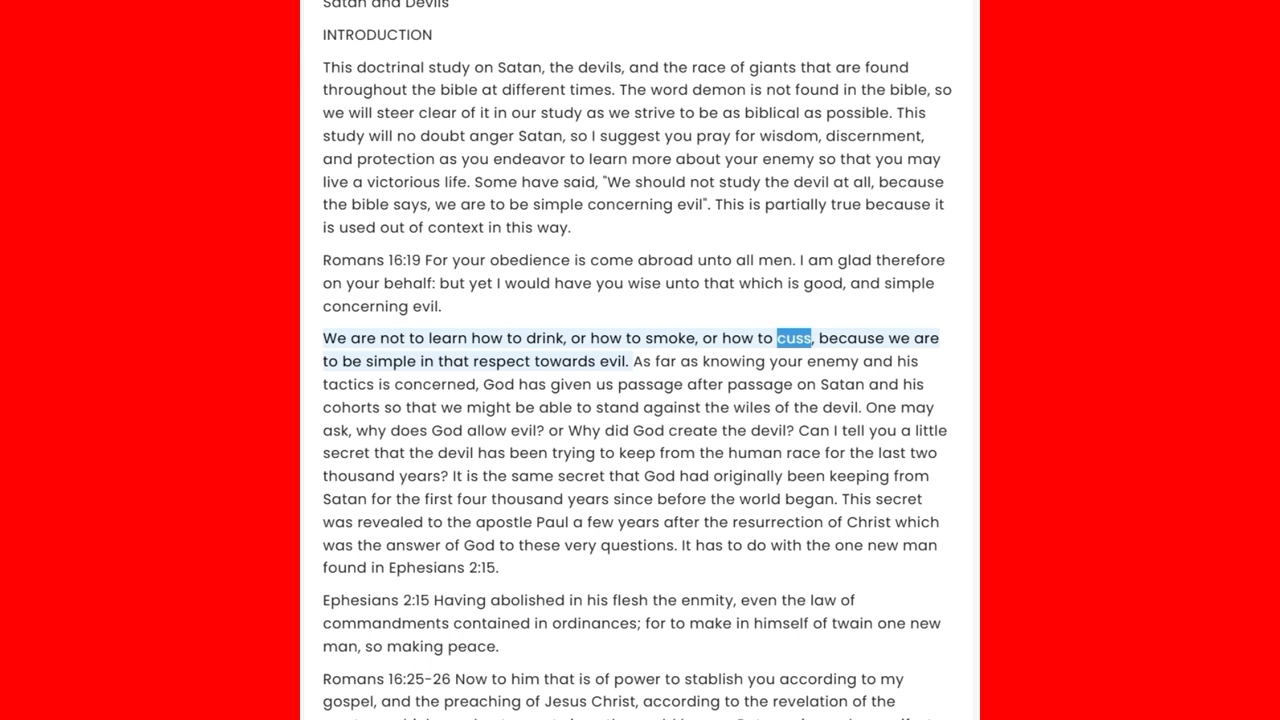 Satan and Devils
INTRODUCTION
This doctrinal study on Satan, the devils, and the race of giants that are found
throughout the bible at different times. The word demon is not found in the bible, so
we will steer clear of it in our study as we strive to be as biblical as possible. This
study will no doubt anger Satan, so I suggest you pray for wisdom, discernment,
and protection as you endeavor to learn more about your enemy so that you may
live a victorious life. Some have said, "We should not study the devil at all, because
the bible says, we are to be simple concerning evil". This is partially true because it
is used out of context in this way.
Romans 16:19 For your obedience is come abroad unto all men. I am glad therefore
on your behalf: but yet I would have you wise unto that which is good, and simple
concerning evil.
We are not to learn how to drink, or how to smoke, or how to cuss, because we are
to be simple in that respect towards evil. As far as knowing your enemy and his
tactics is concerned, God has given us passage after passage on Satan and his
cohorts so that we might be able to stand against the wiles of the devil. One may
ask, why does God allow evil? or Why did God create the devil? Can I tell you a little
secret that the devil has been trying to keep from the human race for the last two
thousand years? It is the same secret that God had originally been keeping from
Satan for the first four thousand years since before the world began. This secret
was revealed to the apostle Paul a few years after the resurrection of Christ which
was the answer of God to these very questions. It has to do with the one new man
found in Ephesians 2:15.
Ephesians 2:15 Having abolished in his flesh the enmity, even the law of
commandments contained in ordinances; for to make in himself of twain one new
man, so making peace.
Romans 16:25-26 Now to him that is of power to stablish you according to my
gospel, and the preaching of Jesus Christ, according to the revelation of the